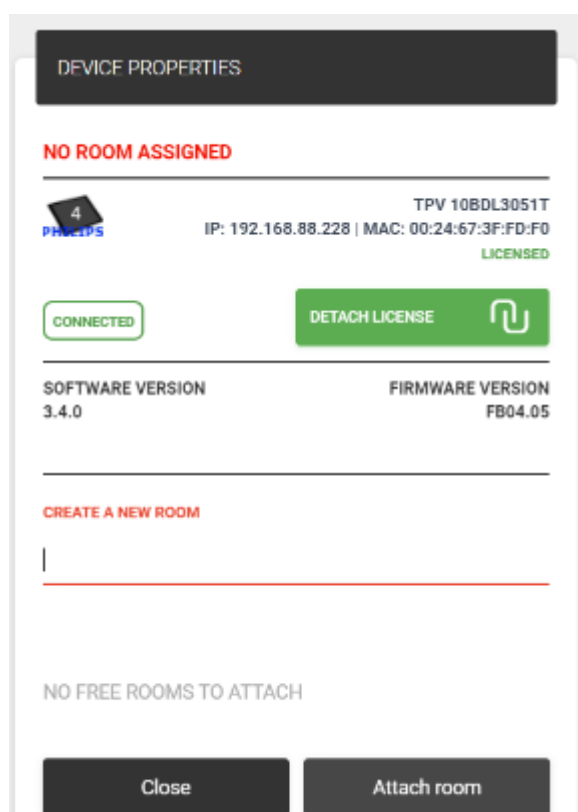 DEVICE PROPERTIES
NO ROOM ASSIGNED
4
PHILIPS
TPV 10BDL3051T
IP: 192.168.88.228 | MAC: 00:24:67:3F:FD:F0
LICENSED
CONNECTED
DETACH LICENSE
SOFTWARE VERSION
3.4.0
FIRMWARE VERSION
FB04.05
CREATE A NEW ROOM
NO FREE ROOMS TO ATTACH
Close
Attach room